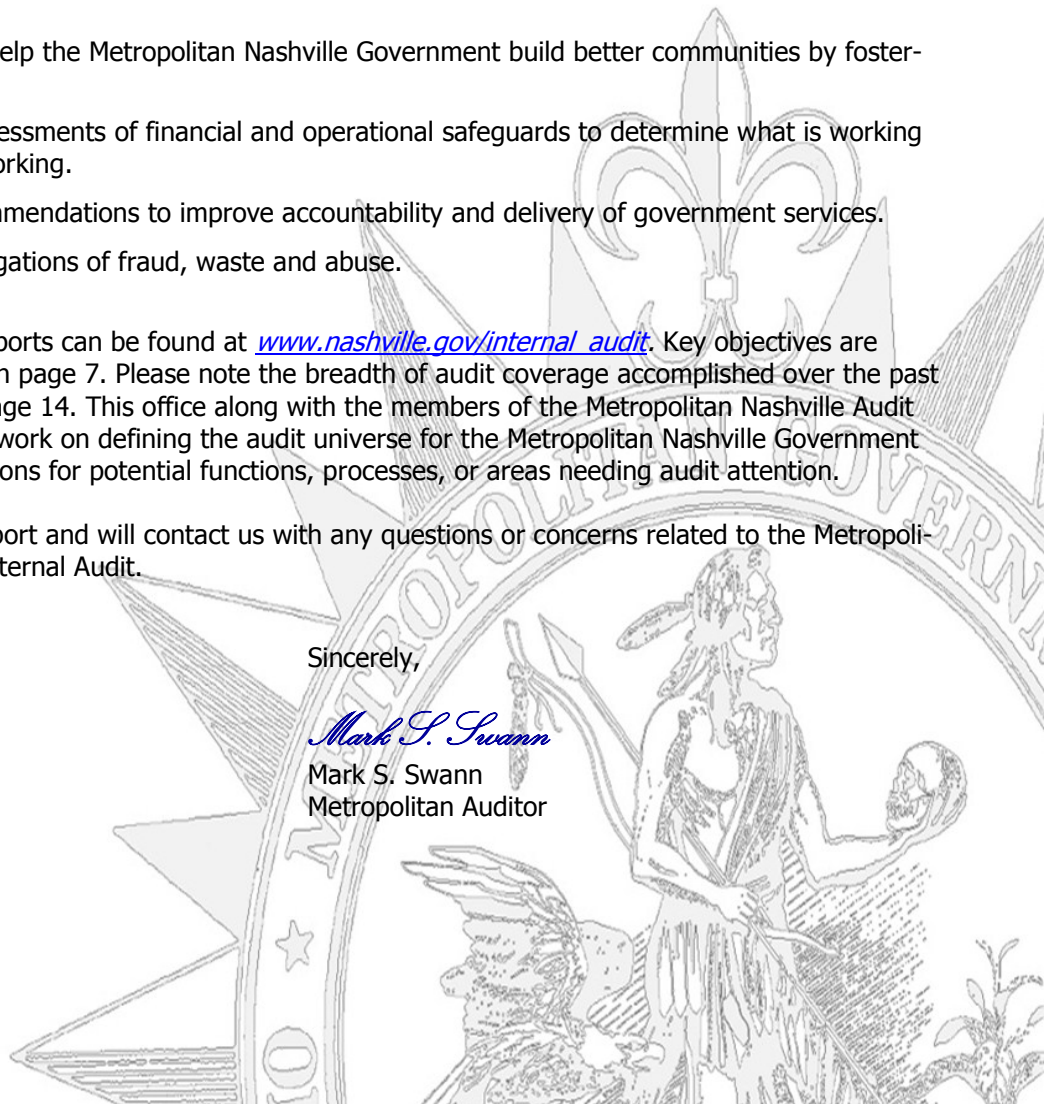 elp the Metropolitan Nashville Government build better communities by foster-
essments of financial and operational safeguards to determine what is working
orking.
mendations to improve accountability and delivery of government services.
gations of fraud, waste and abuse.
ports can be found at www.nashville.gov/internal_audit. Key objectives are
n page 7. Please note the breadth of audit coverage accomplished over the past
ge 14. This office along with the members of the Metropolitan Nashville Audit
work on defining the audit universe for the Metropolitan Nashville Government
ions for potential functions, processes, or areas needing audit attention.
port and will contact us with any questions or concerns related to the Metropoli-
ternal Audit.
Sincerely,
Mark S. Swann
Mark S. Swann
Metropolitan Auditor
METROPOLITAN GOVERN